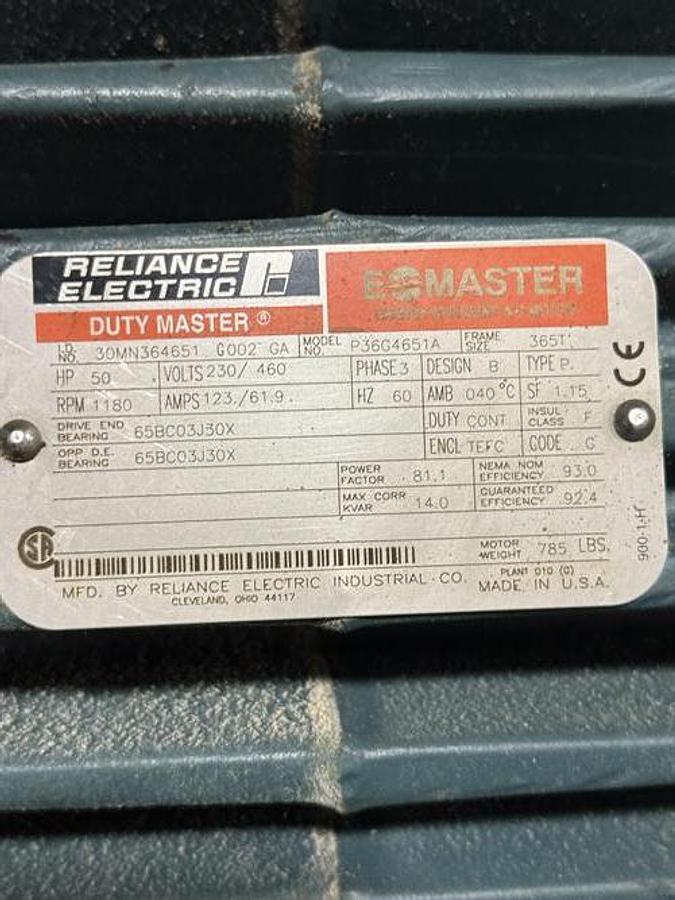 RELIANCE
ELECTRIC
MASTER
DUTY MASTER ®
I.D. NO. 30MN364651 G002 GA MODEL NO. P36G4651A FRAME SIZE 365T
HP 50 VOLTS 230/ 460 PHASE 3 DESIGN B TYPE P
RPM 1180 AMPS 123./61.9 HZ 60 AMB 040 °C SF 1.15
DRIVE END BEARING 65BC03J30X DUTY CONT INSUL CLASS F
OPP D.E. BEARING 65BC03J30X ENCL TEFC CODE G
POWER FACTOR 81.1 NEMA NOM EFFICIENCY 93.0
MAX CORR KVAR 14.0 GUARANTEED EFFICIENCY 92.4
MOTOR WEIGHT 785 LBS.
MFD. BY RELIANCE ELECTRIC INDUSTRIAL CO. PLANT 010 (C)
CLEVELAND, OHIO 44117 MADE IN U.S.A.
CE
SA